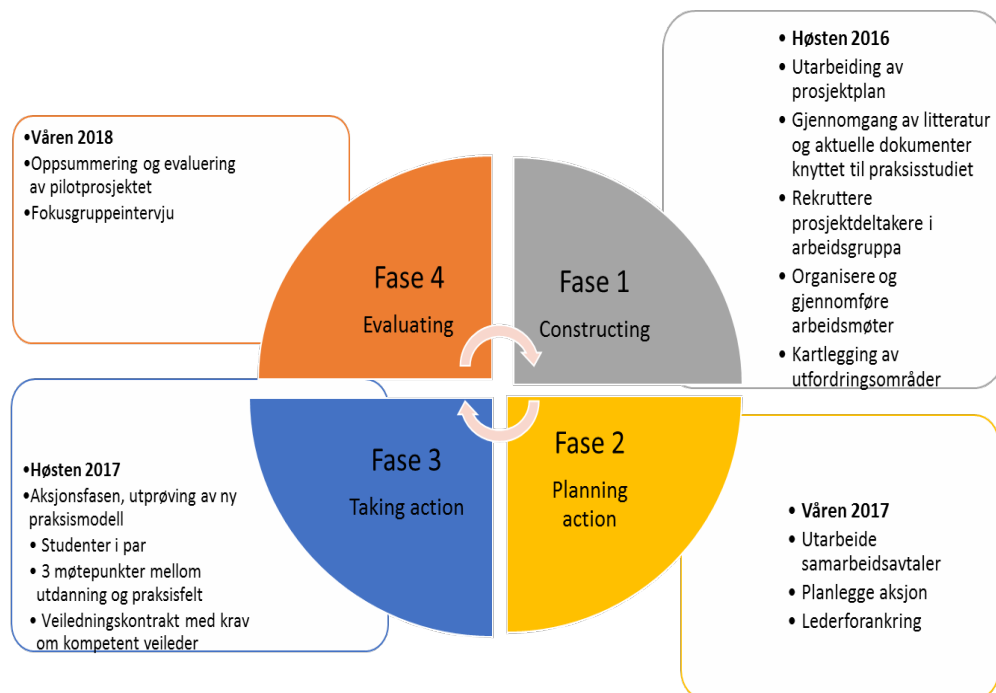 • Høsten 2016
• Utarbeiding av
prosjektplan
• Gjennomgang av litteratur
og aktuelle dokumenter
knyttet til praksisstudiet
• Rekruttere
prosjektdeltakere i
arbeidsgruppa
• Organisere og
gjennomføre
arbeidsmøter
• Kartlegging av
utfordringsområder
•Våren 2018
•Oppsummering og evaluering
av pilotprosjektet
•Fokusgruppeintervju
Fase 4
Evaluating
Fase 1
Constructing
Fase 3
Taking action
Fase 2
Planning
action
Høsten 2017
•Aksjonsfasen, utprøving av ny
praksismodell
• Studenter i par
• 3 møtepunkter mellom
utdanning og praksisfelt
• Veiledningskontrakt med krav
om kompetent veileder
• Våren 2017
• Utarbeide
samarbeidsavtaler
• Planlegge aksjon
• Lederforankring